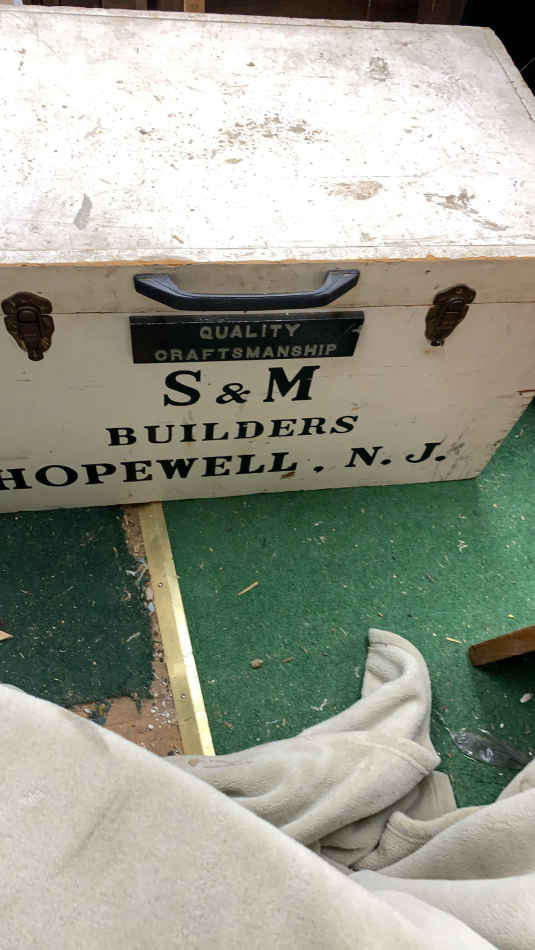 QUALITY
CRAFTSMANSHIP
S & M
BUILDERS
HOPEWELL, N. J.